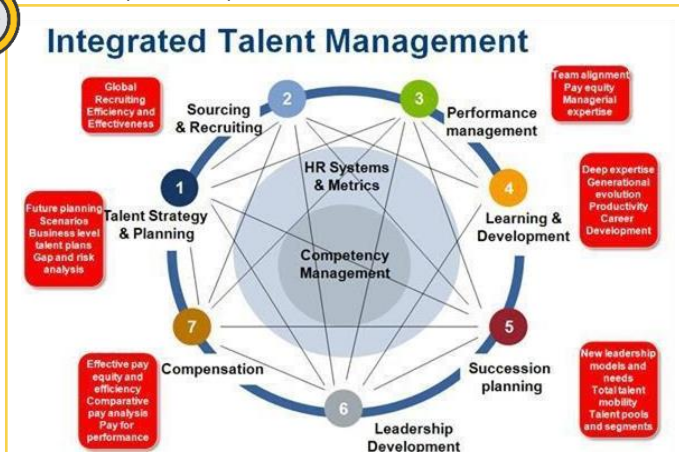 Integrated Talent Management
Global
Recruiting
Efficiency and
Effectiveness
2
Sourcing
& Recruiting
3
Performance
management
Team alignment
Pay equity
Managerial
expertise
HR Systems
& Metrics
1
Talent Strategy
& Planning
Future planning
Scenarios
Business level
talent plans
Gap and risk
analysis
4
Learning &
Development
Deep expertise
Generational
evolution
Productivity
Career
Development
Competency
Management
7
Compensation
Effective pay
equity and
efficiency
Comparative
pay analysis
Pay for
performance
5
Succession
planning
New leadership
models and
needs
Total talent
mobility
Talent pools
and segments
6
Leadership
Development